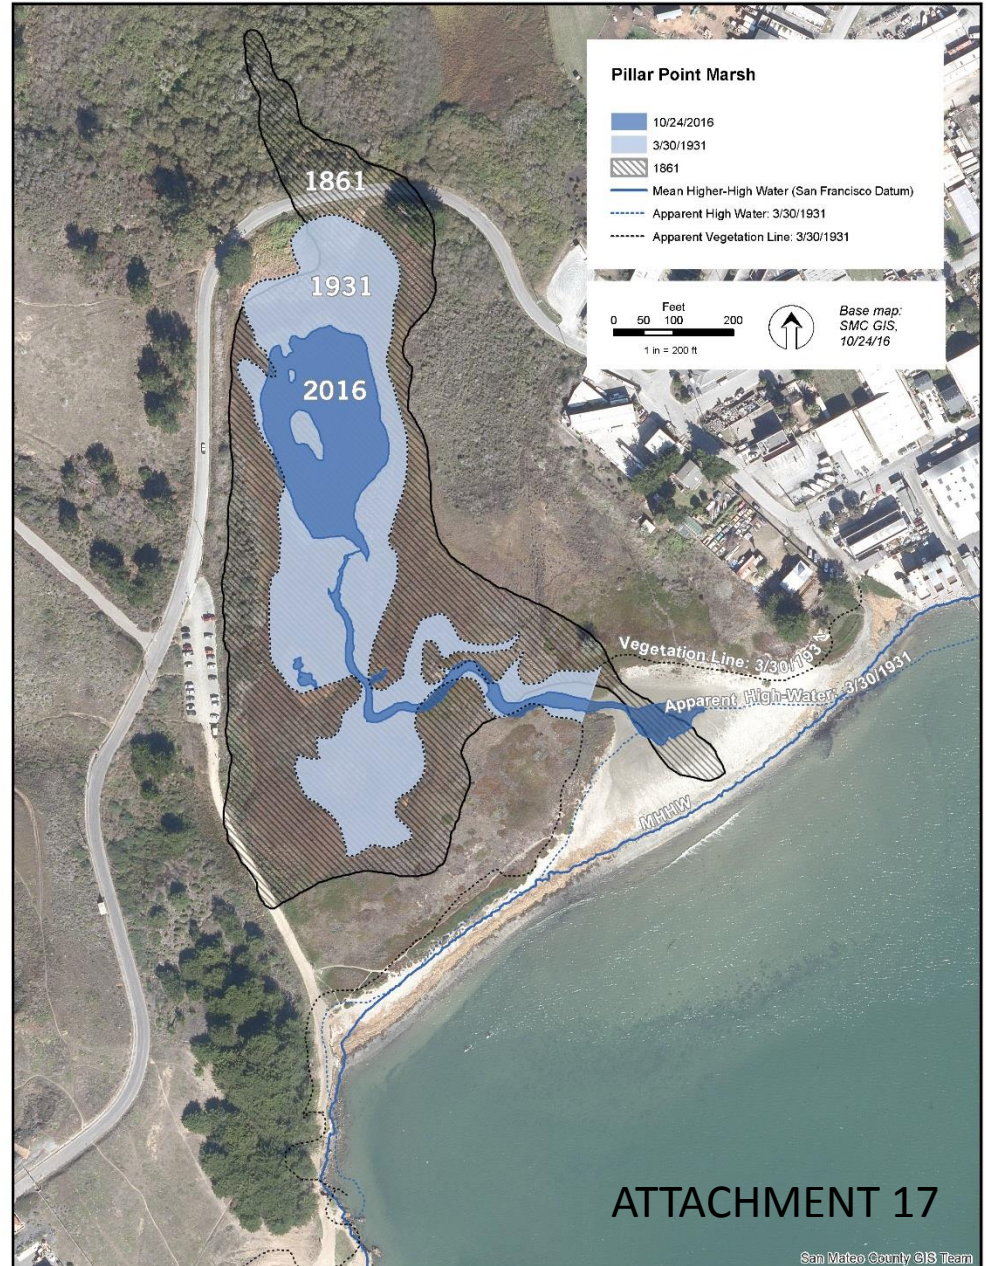 Pillar Point Marsh
10/24/2016
3/30/1931
1861
Mean Higher-High Water (San Francisco Datum)
Apparent High Water: 3/30/1931
Apparent Vegetation Line: 3/30/1931
Feet
0 50 100 200
1 in = 200 ft
Base map:
SMC GIS,
10/24/16
1861
1931
2016
Vegetation Line: 3/30/1931
Apparent High-Water: 3/30/1931
MHHW
ATTACHMENT 17
San Mateo County GIS Team